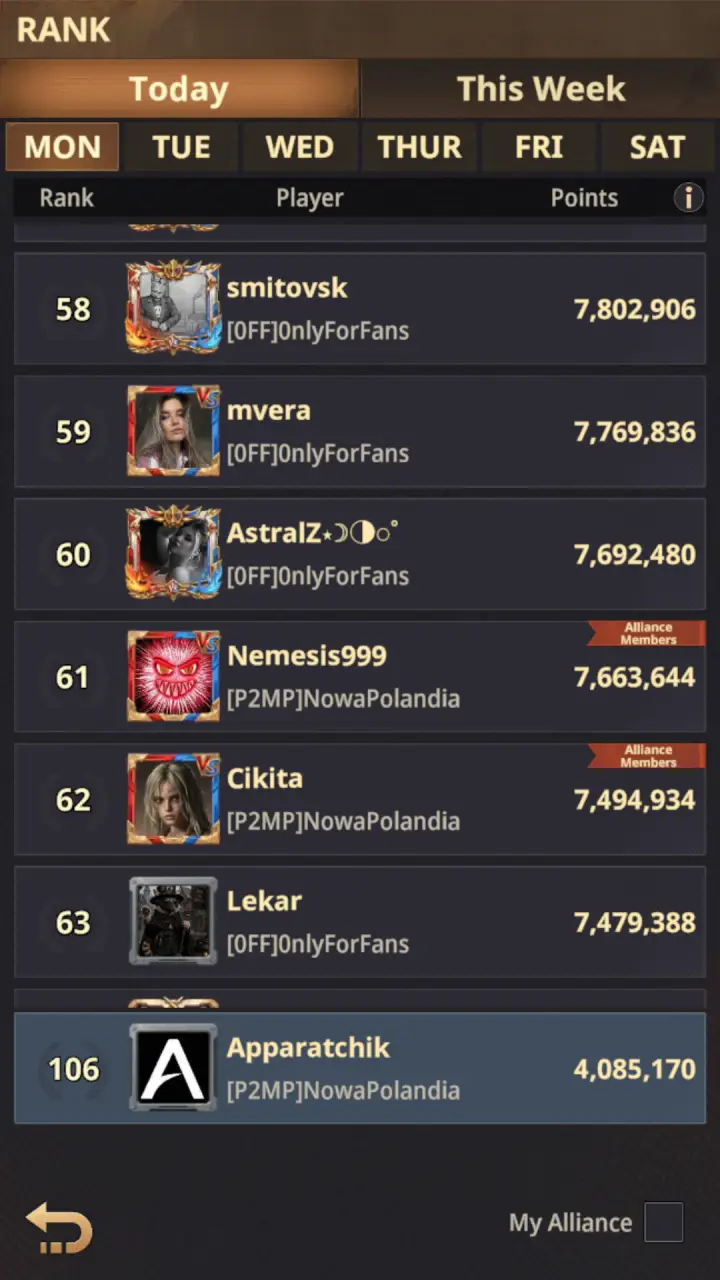 RANK
Today
This Week
MON TUE WED THUR FRI SAT
Rank Player Points i
58 smitovsk 7,802,906
[0FF]0nlyForFans
59 mvera 7,769,836
[0FF]0nlyForFans
60 AstralZ⋆☽◑○˚ 7,692,480
[0FF]0nlyForFans
Alliance
Members
61 Nemesis999 7,663,644
[P2MP]NowaPolandia
Alliance
Members
62 Cikita 7,494,934
[P2MP]NowaPolandia
63 Lekar 7,479,388
[0FF]0nlyForFans
106 Apparatchik 4,085,170
[P2MP]NowaPolandia
My Alliance